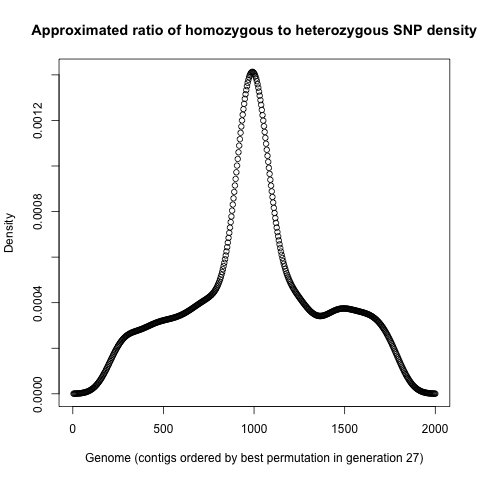 Approximated ratio of homozygous to heterozygous SNP density
0.0012
0.0008
0.0004
0.0000
Density
0 500 1000 1500 2000
Genome (contigs ordered by best permutation in generation 27)